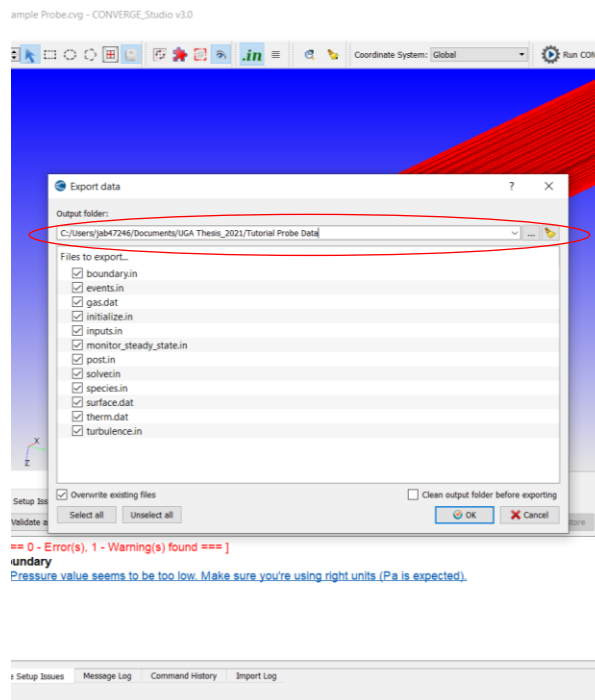 ample Probe.cvg - CONVERGE_Studio v3.0
.in Coordinate System: Global Run CON
Export data ? ×
Output folder:
C:/Users/jab47246/Documents/UGA Thesis_2021/Tutorial Probe Data ...
Files to export...
boundary.in
events.in
gas.dat
initialize.in
inputs.in
monitor_steady_state.in
post.in
solver.in
species.in
surface.dat
therm.dat
turbulence.in
X
Z
Setup Iss
Overwrite existing files Clean output folder before exporting
Validate a Select all Unselect all OK Cancel tore
== 0 - Error(s), 1 - Warning(s) found === ]
oundary
Pressure value seems to be too low. Make sure you're using right units (Pa is expected).
e Setup Issues Message Log Command History Import Log